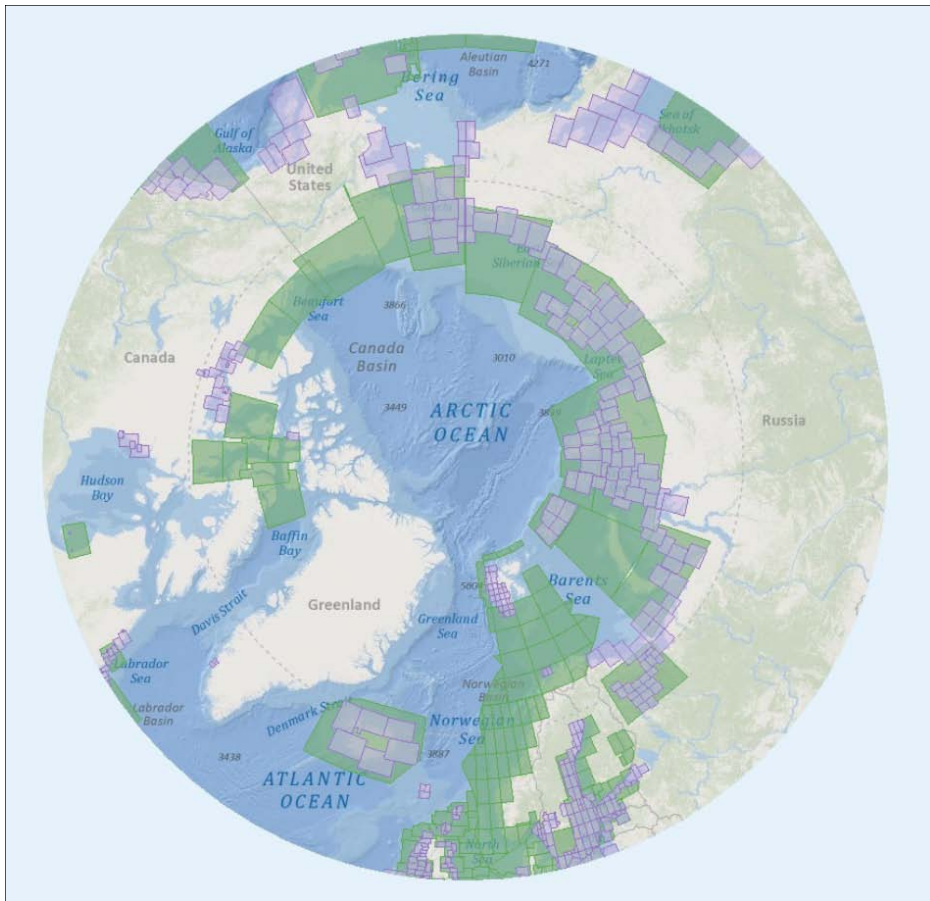 Aleutian
Basin
4271
Bering
Sea
Sea of
Okhotsk
Gulf of
Alaska
United
States
Siberian Sea
Beaufort
Sea
3866
Canada
Canada
Basin
3010
Laptev
Sea
3449
ARCTIC
OCEAN
Russia
Hudson
Bay
Baffin
Bay
Barents
Sea
Greenland
Greenland
Sea
Davis Strait
Labrador
Sea
Labrador
Basin
Norwegian
Basin
Denmark Strait
Norwegian
Sea
3438
3887
ATLANTIC
OCEAN
North
Sea